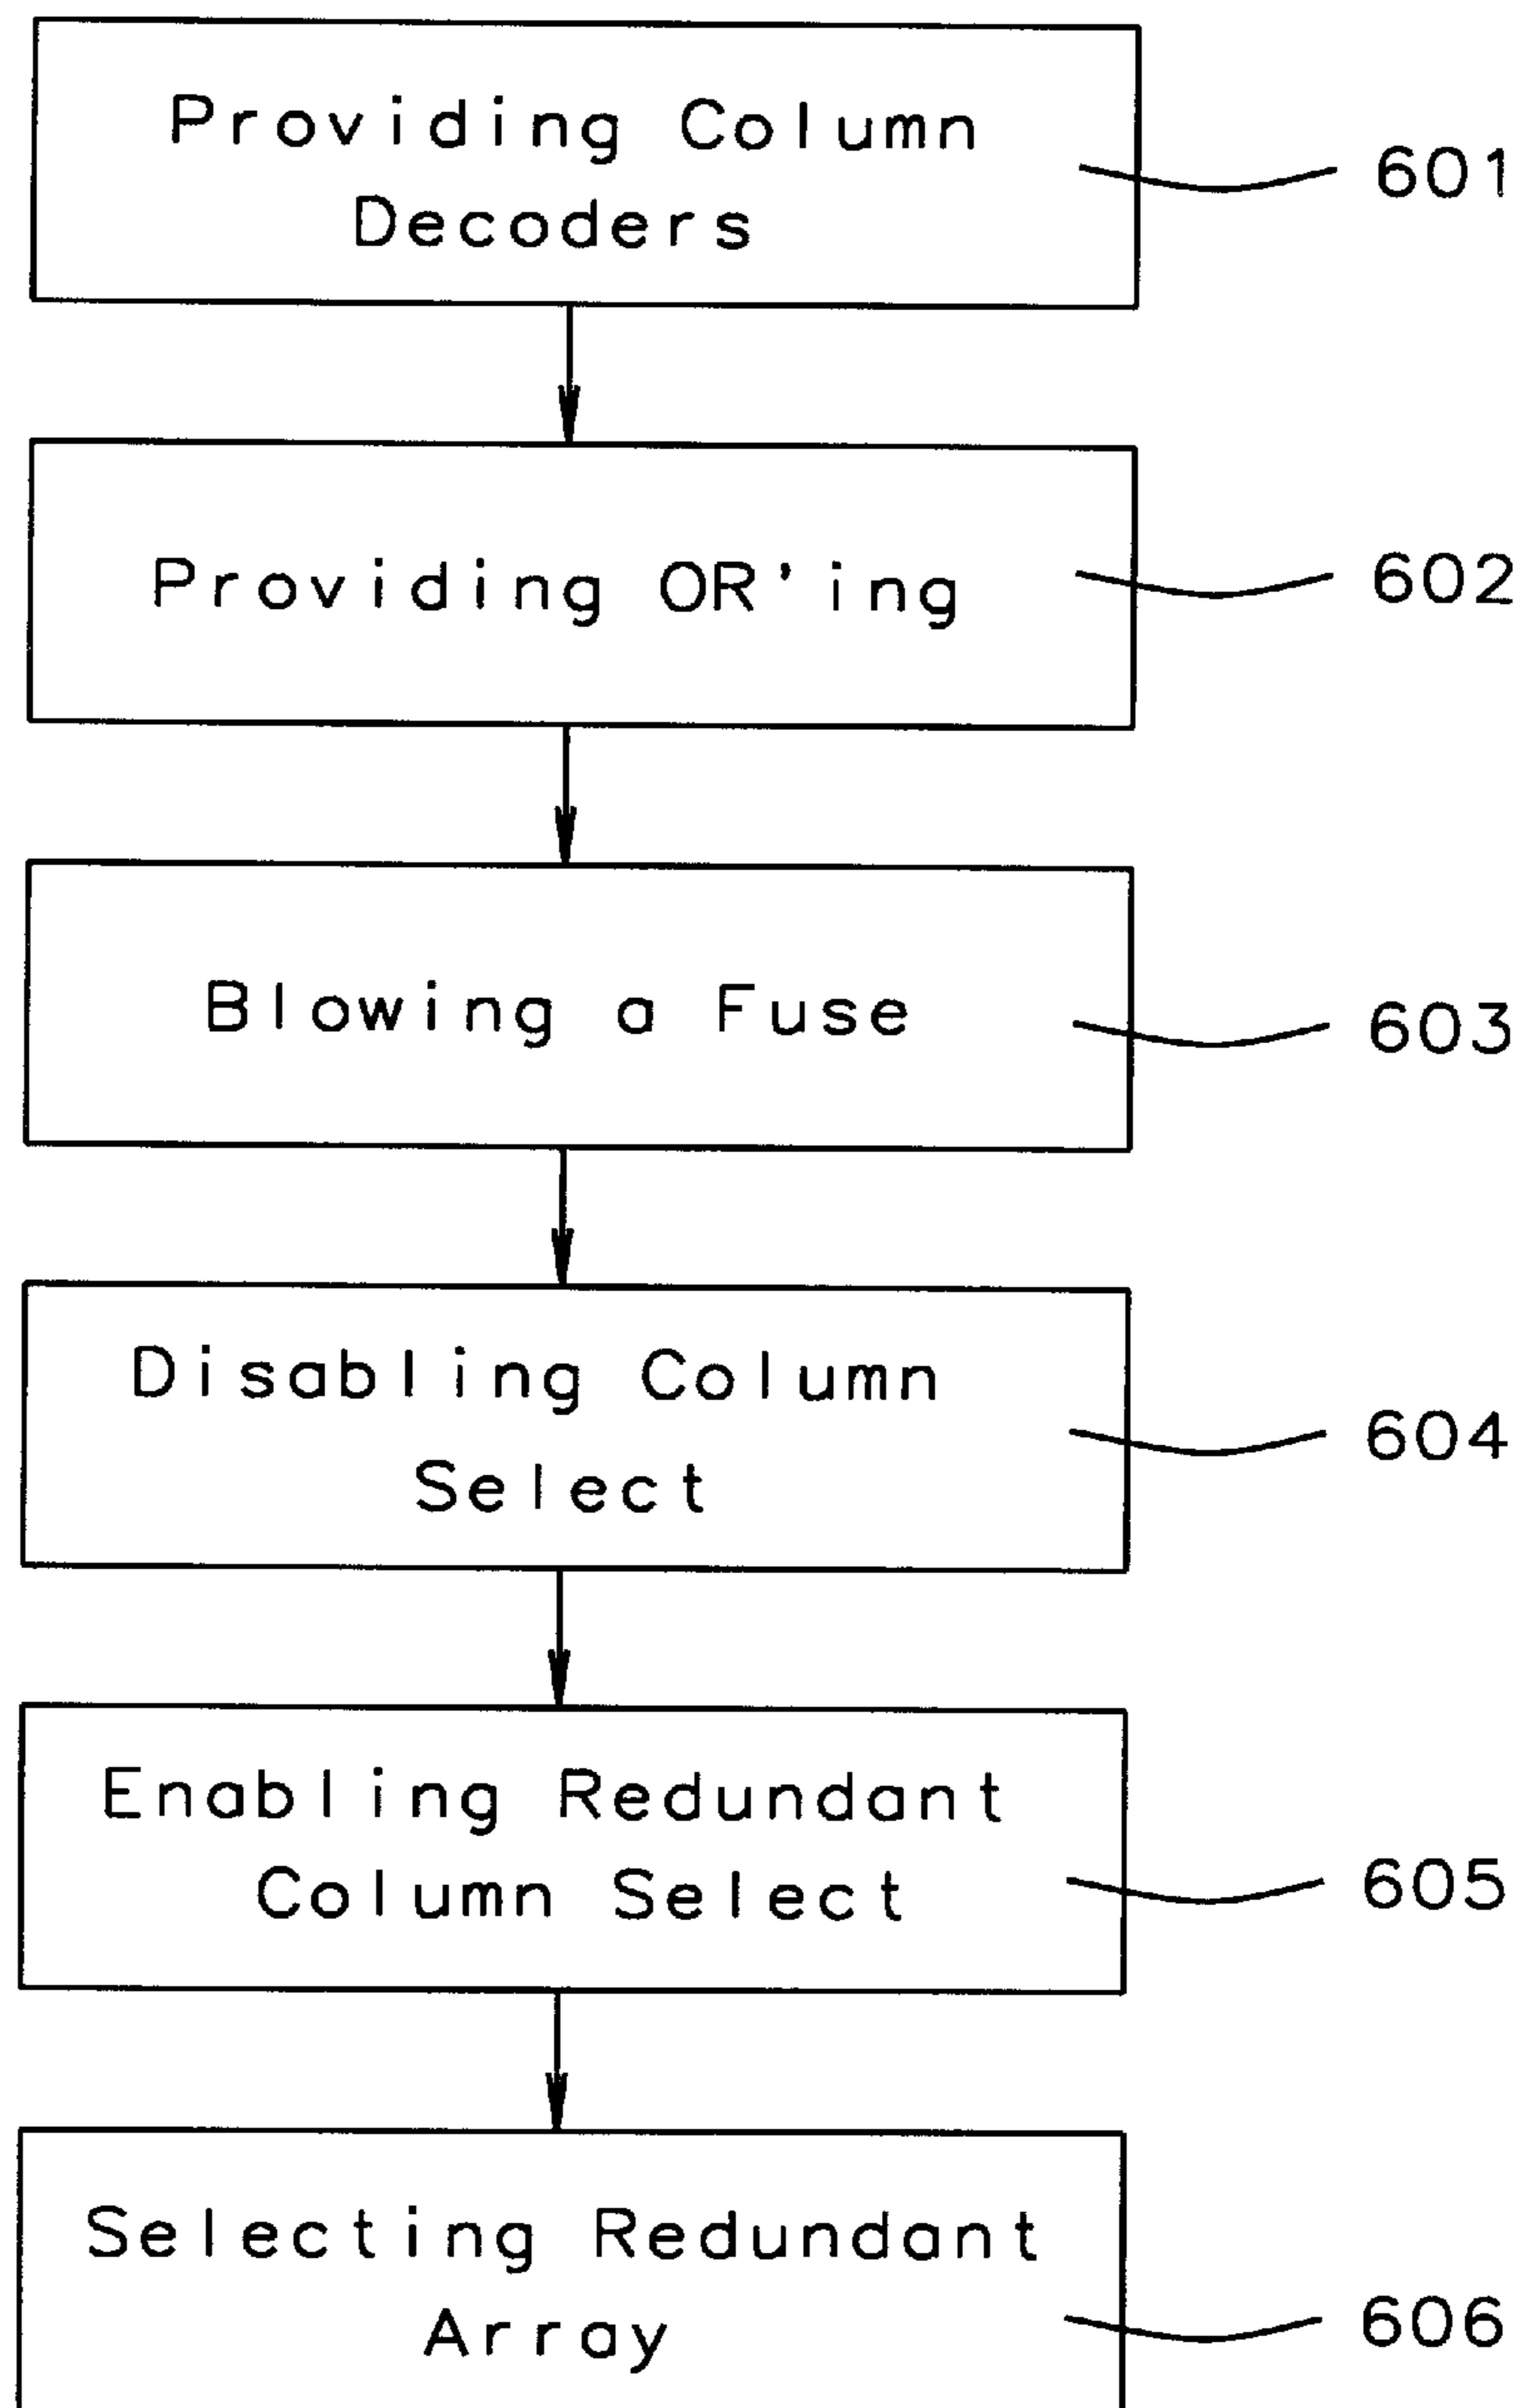 Providing Column
Decoders
601
Providing OR'ing
602
Blowing a Fuse
603
Disabling Column
Select
604
Enabling Redundant
Column Select
605
Selecting Redundant
Array
606